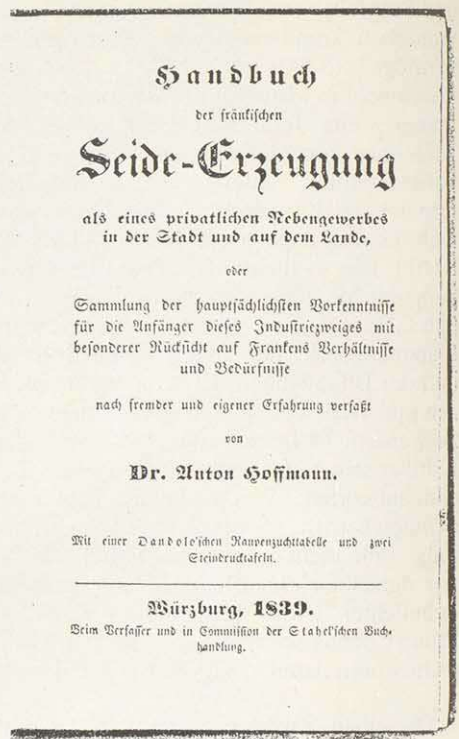 Handbuch
der fränkischen
Seide-Erzeugung
als eines privatlichen Nebengewerbes
in der Stadt und auf dem Lande,
oder
Sammlung der hauptsächlichsten Vorkenntnisse
für die Anfänger dieses Industriezweiges mit
besonderer Rücksicht auf Frankens Verhältnisse
und Bedürfnisse
nach fremder und eigener Erfahrung verfaßt
von
Dr. Anton Hoffmann.
Mit einer Dandolo'schen Raupenzuchttabelle und zwei
Steindrucktafeln.
Würzburg, 1839.
Beim Verfasser und in Commission der Stahel'schen Buch-
handlung.